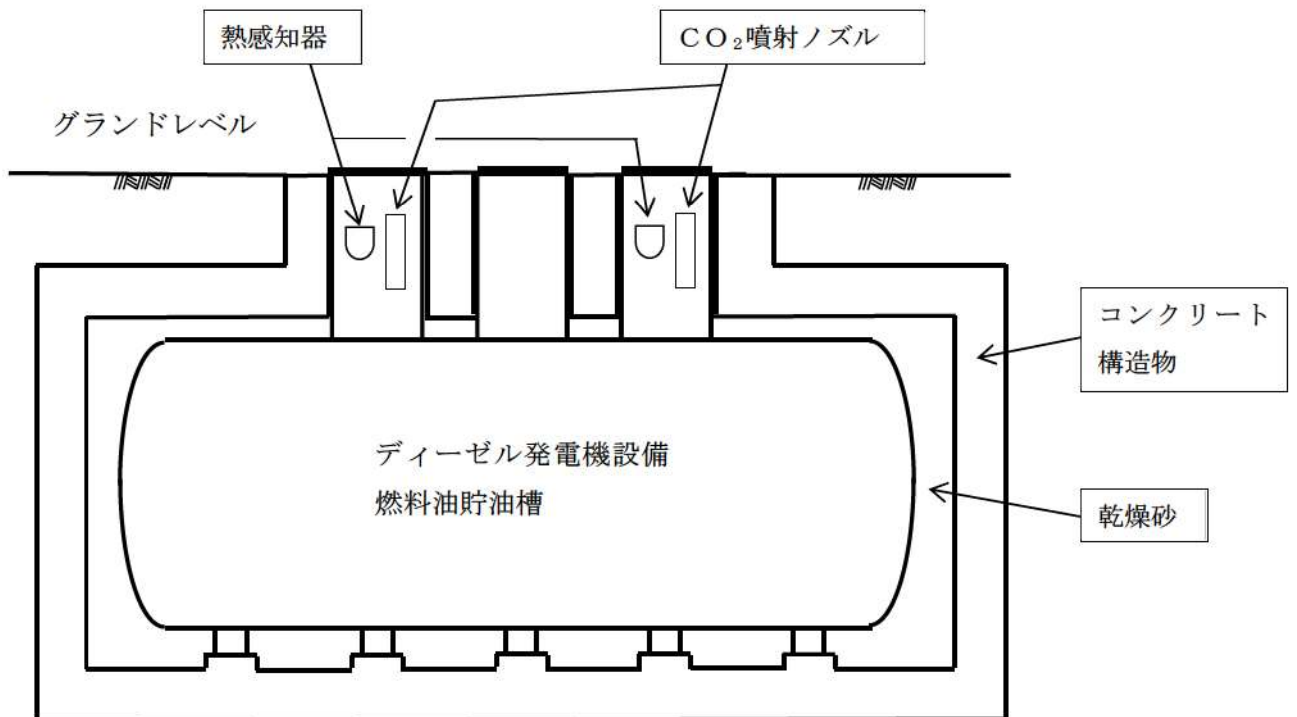 熱感知器
ＣＯ₂噴射ノズル
グランドレベル
コンクリート
構造物
ディーゼル発電機設備
燃料油貯油槽
乾燥砂